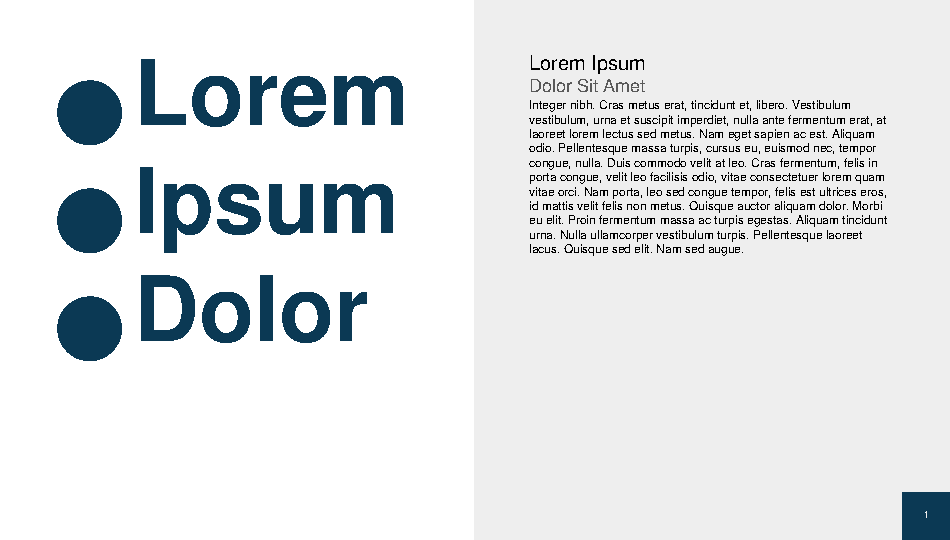 Lorem
Ipsum
Dolor
Lorem Ipsum
Dolor Sit Amet
Integer nibh. Cras metus erat, tincidunt et, libero. Vestibulum
vestibulum, urna et suscipit imperdiet, nulla ante fermentum erat, at
laoreet lorem lectus sed metus. Nam eget sapien ac est. Aliquam
odio. Pellentesque massa turpis, cursus eu, euismod nec, tempor
congue, nulla. Duis commodo velit at leo. Cras fermentum, felis in
porta congue, velit leo facilisis odio, vitae consectetuer lorem quam
vitae orci. Nam porta, leo sed congue tempor, felis est ultrices eros,
id mattis velit felis non metus. Quisque auctor aliquam dolor. Morbi
eu elit. Proin fermentum massa ac turpis egestas. Aliquam tincidunt
urna. Nulla ullamcorper vestibulum turpis. Pellentesque laoreet
lacus. Quisque sed elit. Nam sed augue.
1